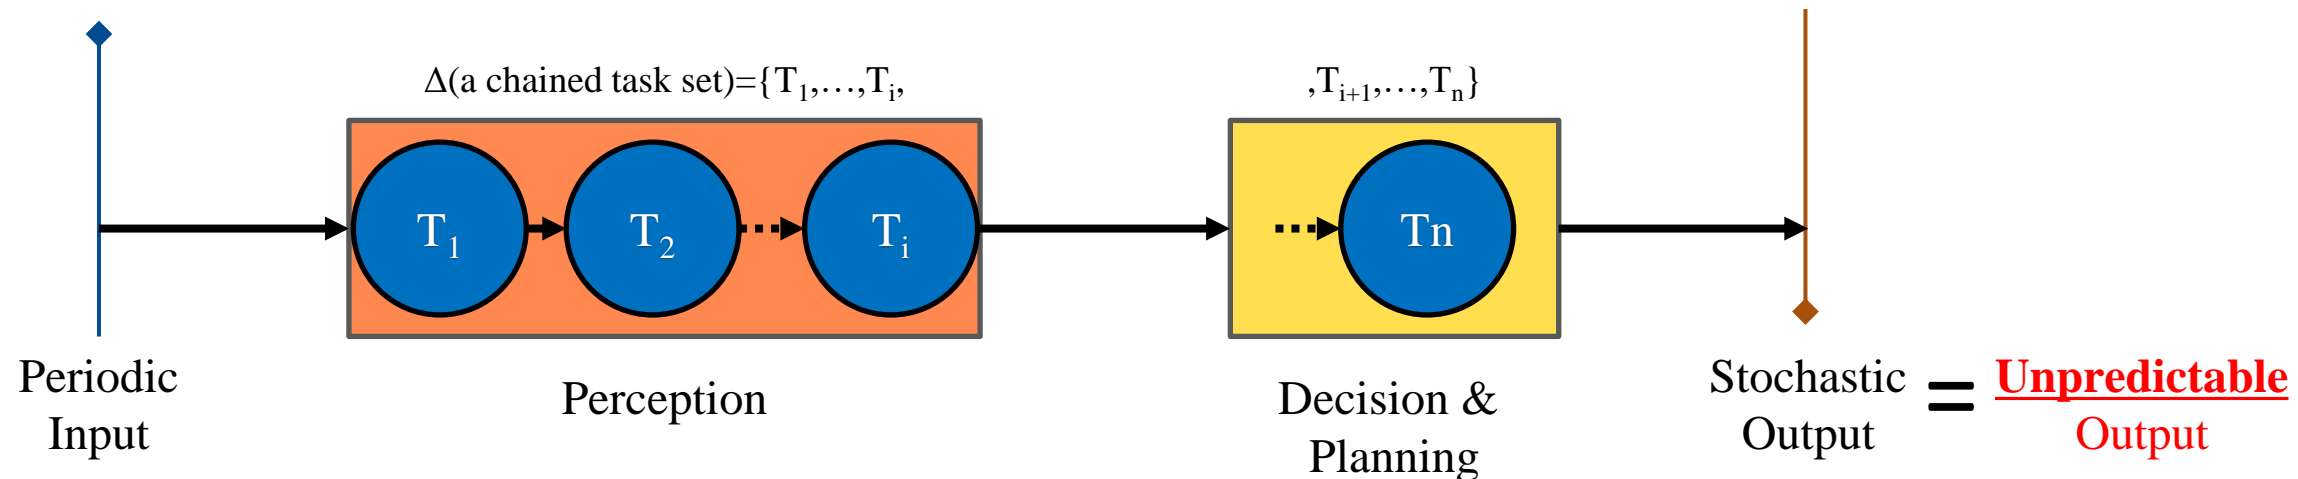 Δ(a chained task set)={T₁,…,Tᵢ,
,Tᵢ₊₁,…,Tₙ}
T₁
T₂
Tᵢ
Tn
Periodic
Input
Perception
Decision &
Planning
Stochastic
Output
=
Unpredictable
Output